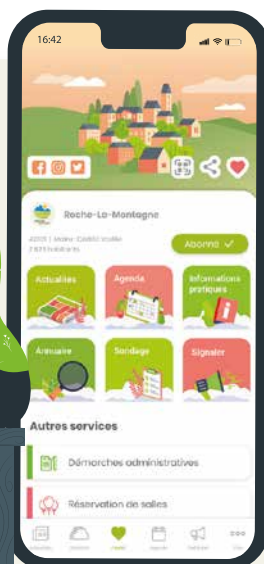 16:42
Roche-La-Montagne
Abonné ✓
Actualités
Agenda
Informations
pratiques
Annuaire
Sondage
Signaler
Autres services
Démarches administratives
Réservation de salles